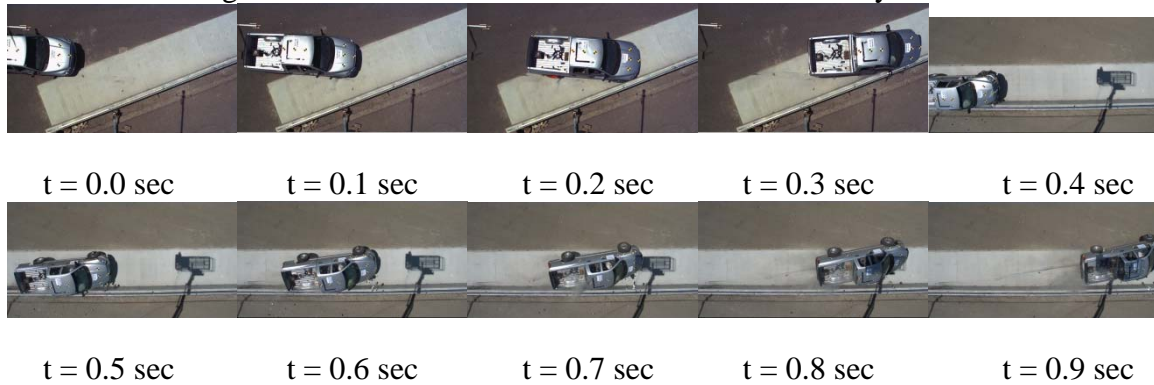 t = 0.0 sec t = 0.1 sec t = 0.2 sec t = 0.3 sec t = 0.4 sec
t = 0.5 sec t = 0.6 sec t = 0.7 sec t = 0.8 sec t = 0.9 sec